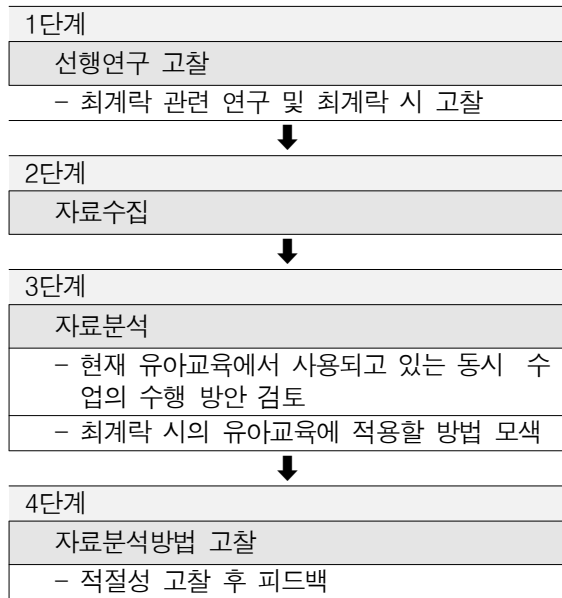 1단계
선행연구 고찰
- 최계락 관련 연구 및 최계락 시 고찰
2단계
자료수집
3단계
자료분석
- 현재 유아교육에서 사용되고 있는 동시 수
업의 수행 방안 검토
- 최계락 시의 유아교육에 적용할 방법 모색
4단계
자료분석방법 고찰
- 적절성 고찰 후 피드백